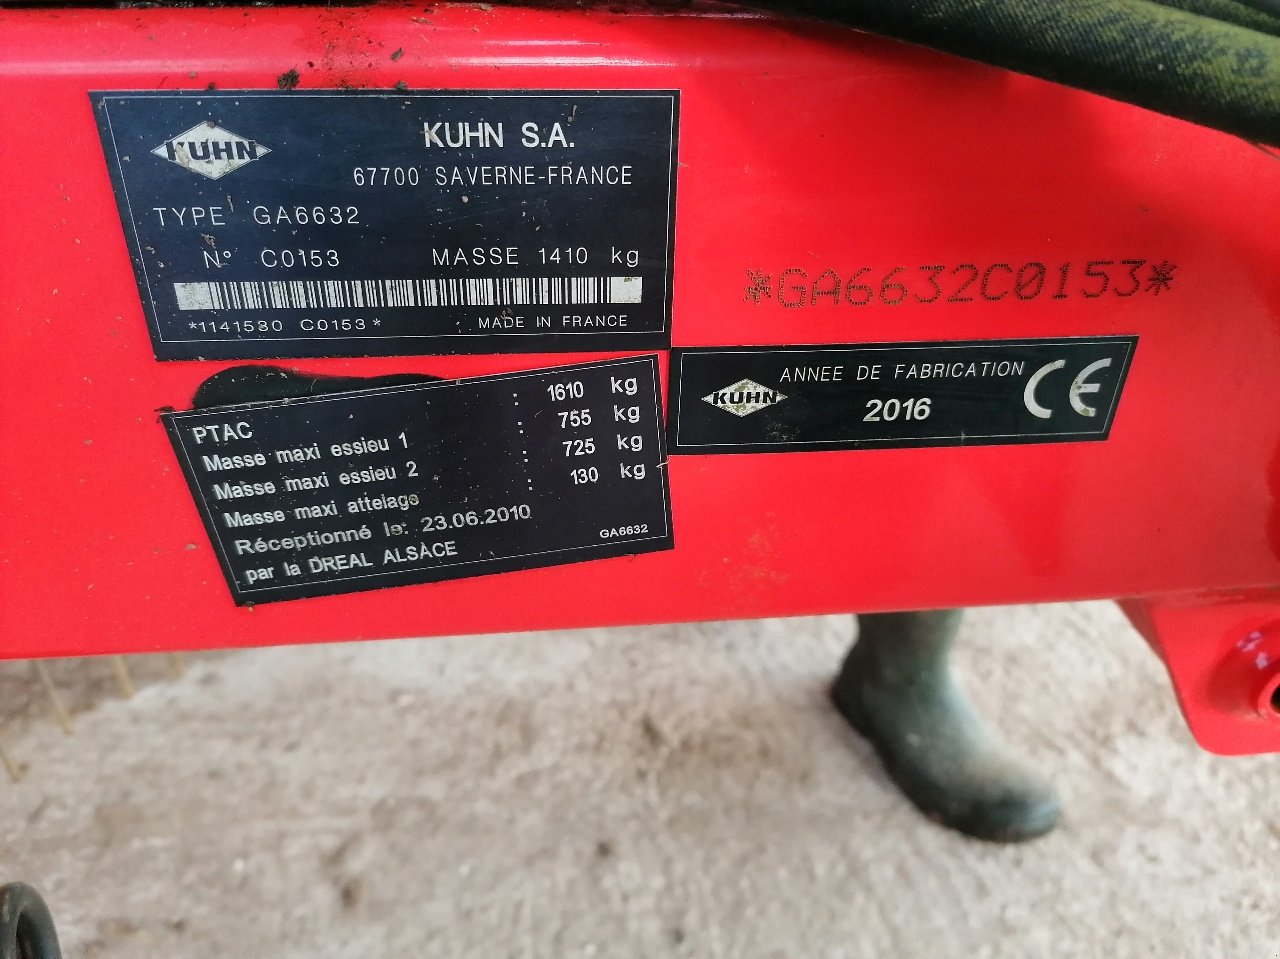 KUHN
KUHN S.A.
67700 SAVERNE-FRANCE
TYPE GA6632
N° C0153 MASSE 1410 kg
*1141530 C0153* MADE IN FRANCE
*GA6632C0153*
KUHN
ANNEE DE FABRICATION
2016
CE
PTAC : 1610 kg
Masse maxi essieu 1 : 755 kg
Masse maxi essieu 2 : 725 kg
Masse maxi attelage : 130 kg
Réceptionné le: 23.06.2010
par la DREAL ALSACE GA6632